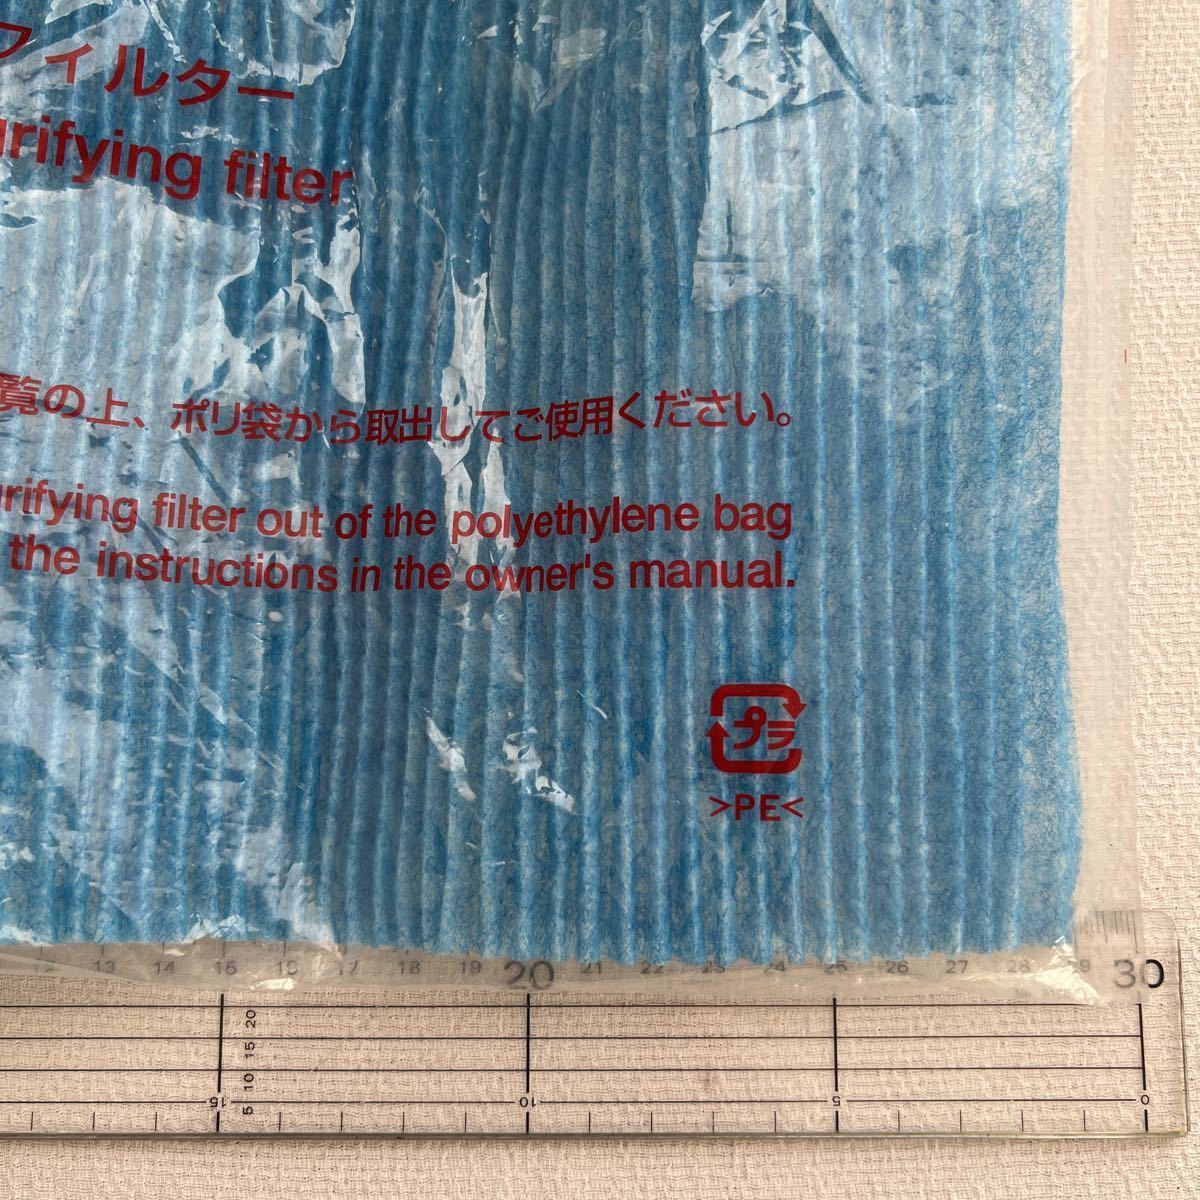 フィルター
urifying filter
覧の上、ポリ袋から取出してご使用ください。
urifying filter out of the polyethylene bag
the instructions in the owner's manual.
プラ
>PE<
12 13 14 15 16 17 18 19 20 21 22 23 24 25 26 27 28 29 30
20
15
10
5
15 10 5 0